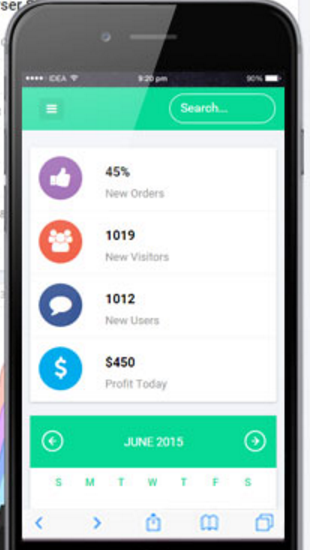 IDEA
9:20 pm
90%
Search...
45%
New Orders
1019
New Visitors
1012
New Users
$450
Profit Today
JUNE 2015
S M T W T F S